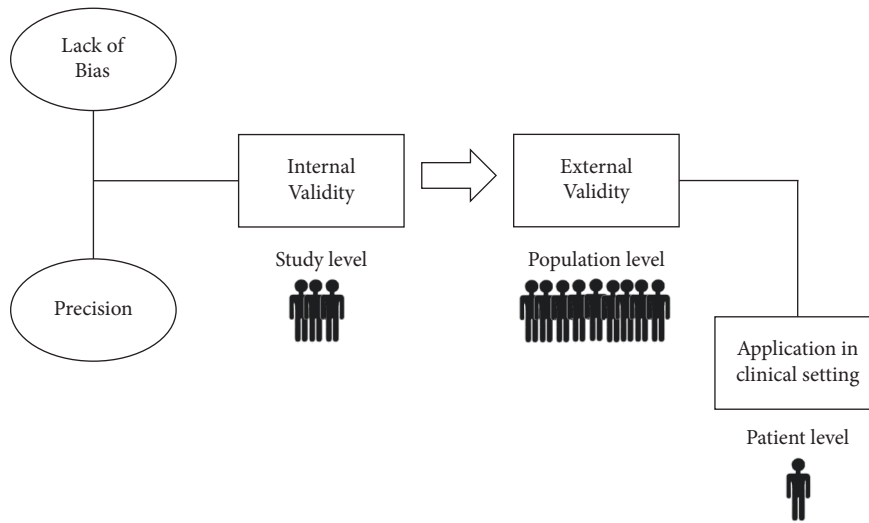 Lack of
Bias
Internal
Validity
External
Validity
Study level
Population level
Precision
Application in
clinical setting
Patient level